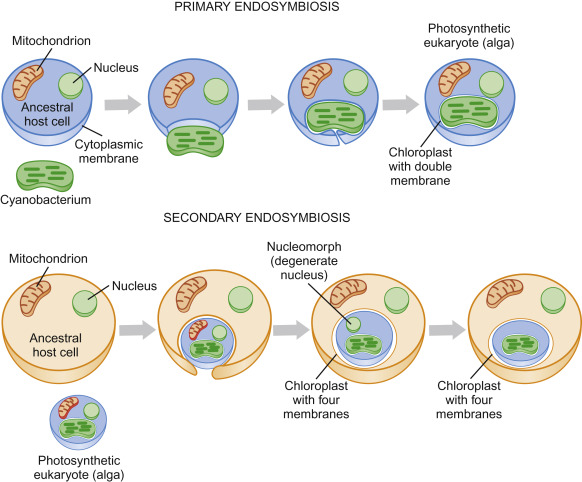 PRIMARY ENDOSYMBIOSIS
Mitochondrion
Nucleus
Ancestral
host cell
Cytoplasmic
membrane
Cyanobacterium
Photosynthetic
eukaryote (alga)
Chloroplast
with double
membrane
SECONDARY ENDOSYMBIOSIS
Mitochondrion
Nucleus
Ancestral
host cell
Photosynthetic
eukaryote (alga)
Nucleomorph
(degenerate
nucleus)
Chloroplast
with four
membranes
Chloroplast
with four
membranes